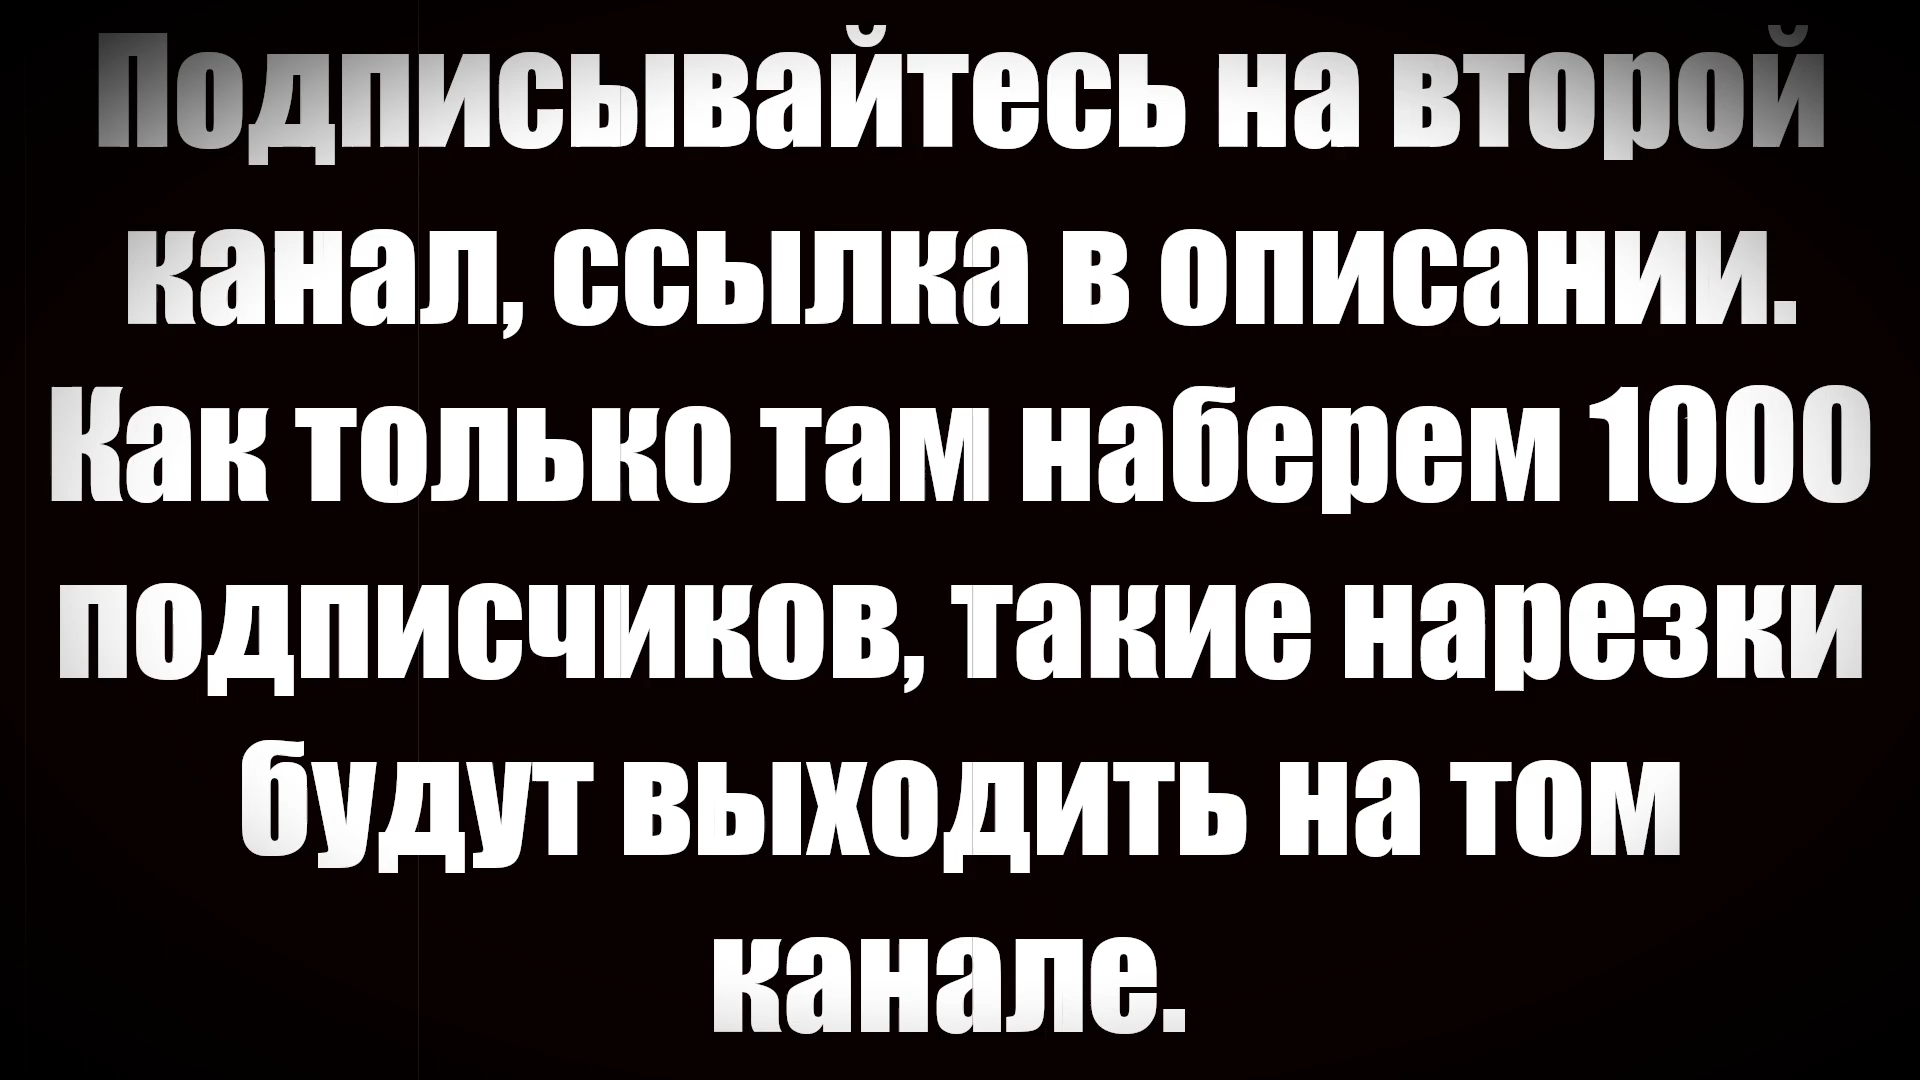 Подписывайтесь на второй
канал, ссылка в описании.
Как только там наберем 1000
подписчиков, такие нарезки
будут выходить на том
канале.